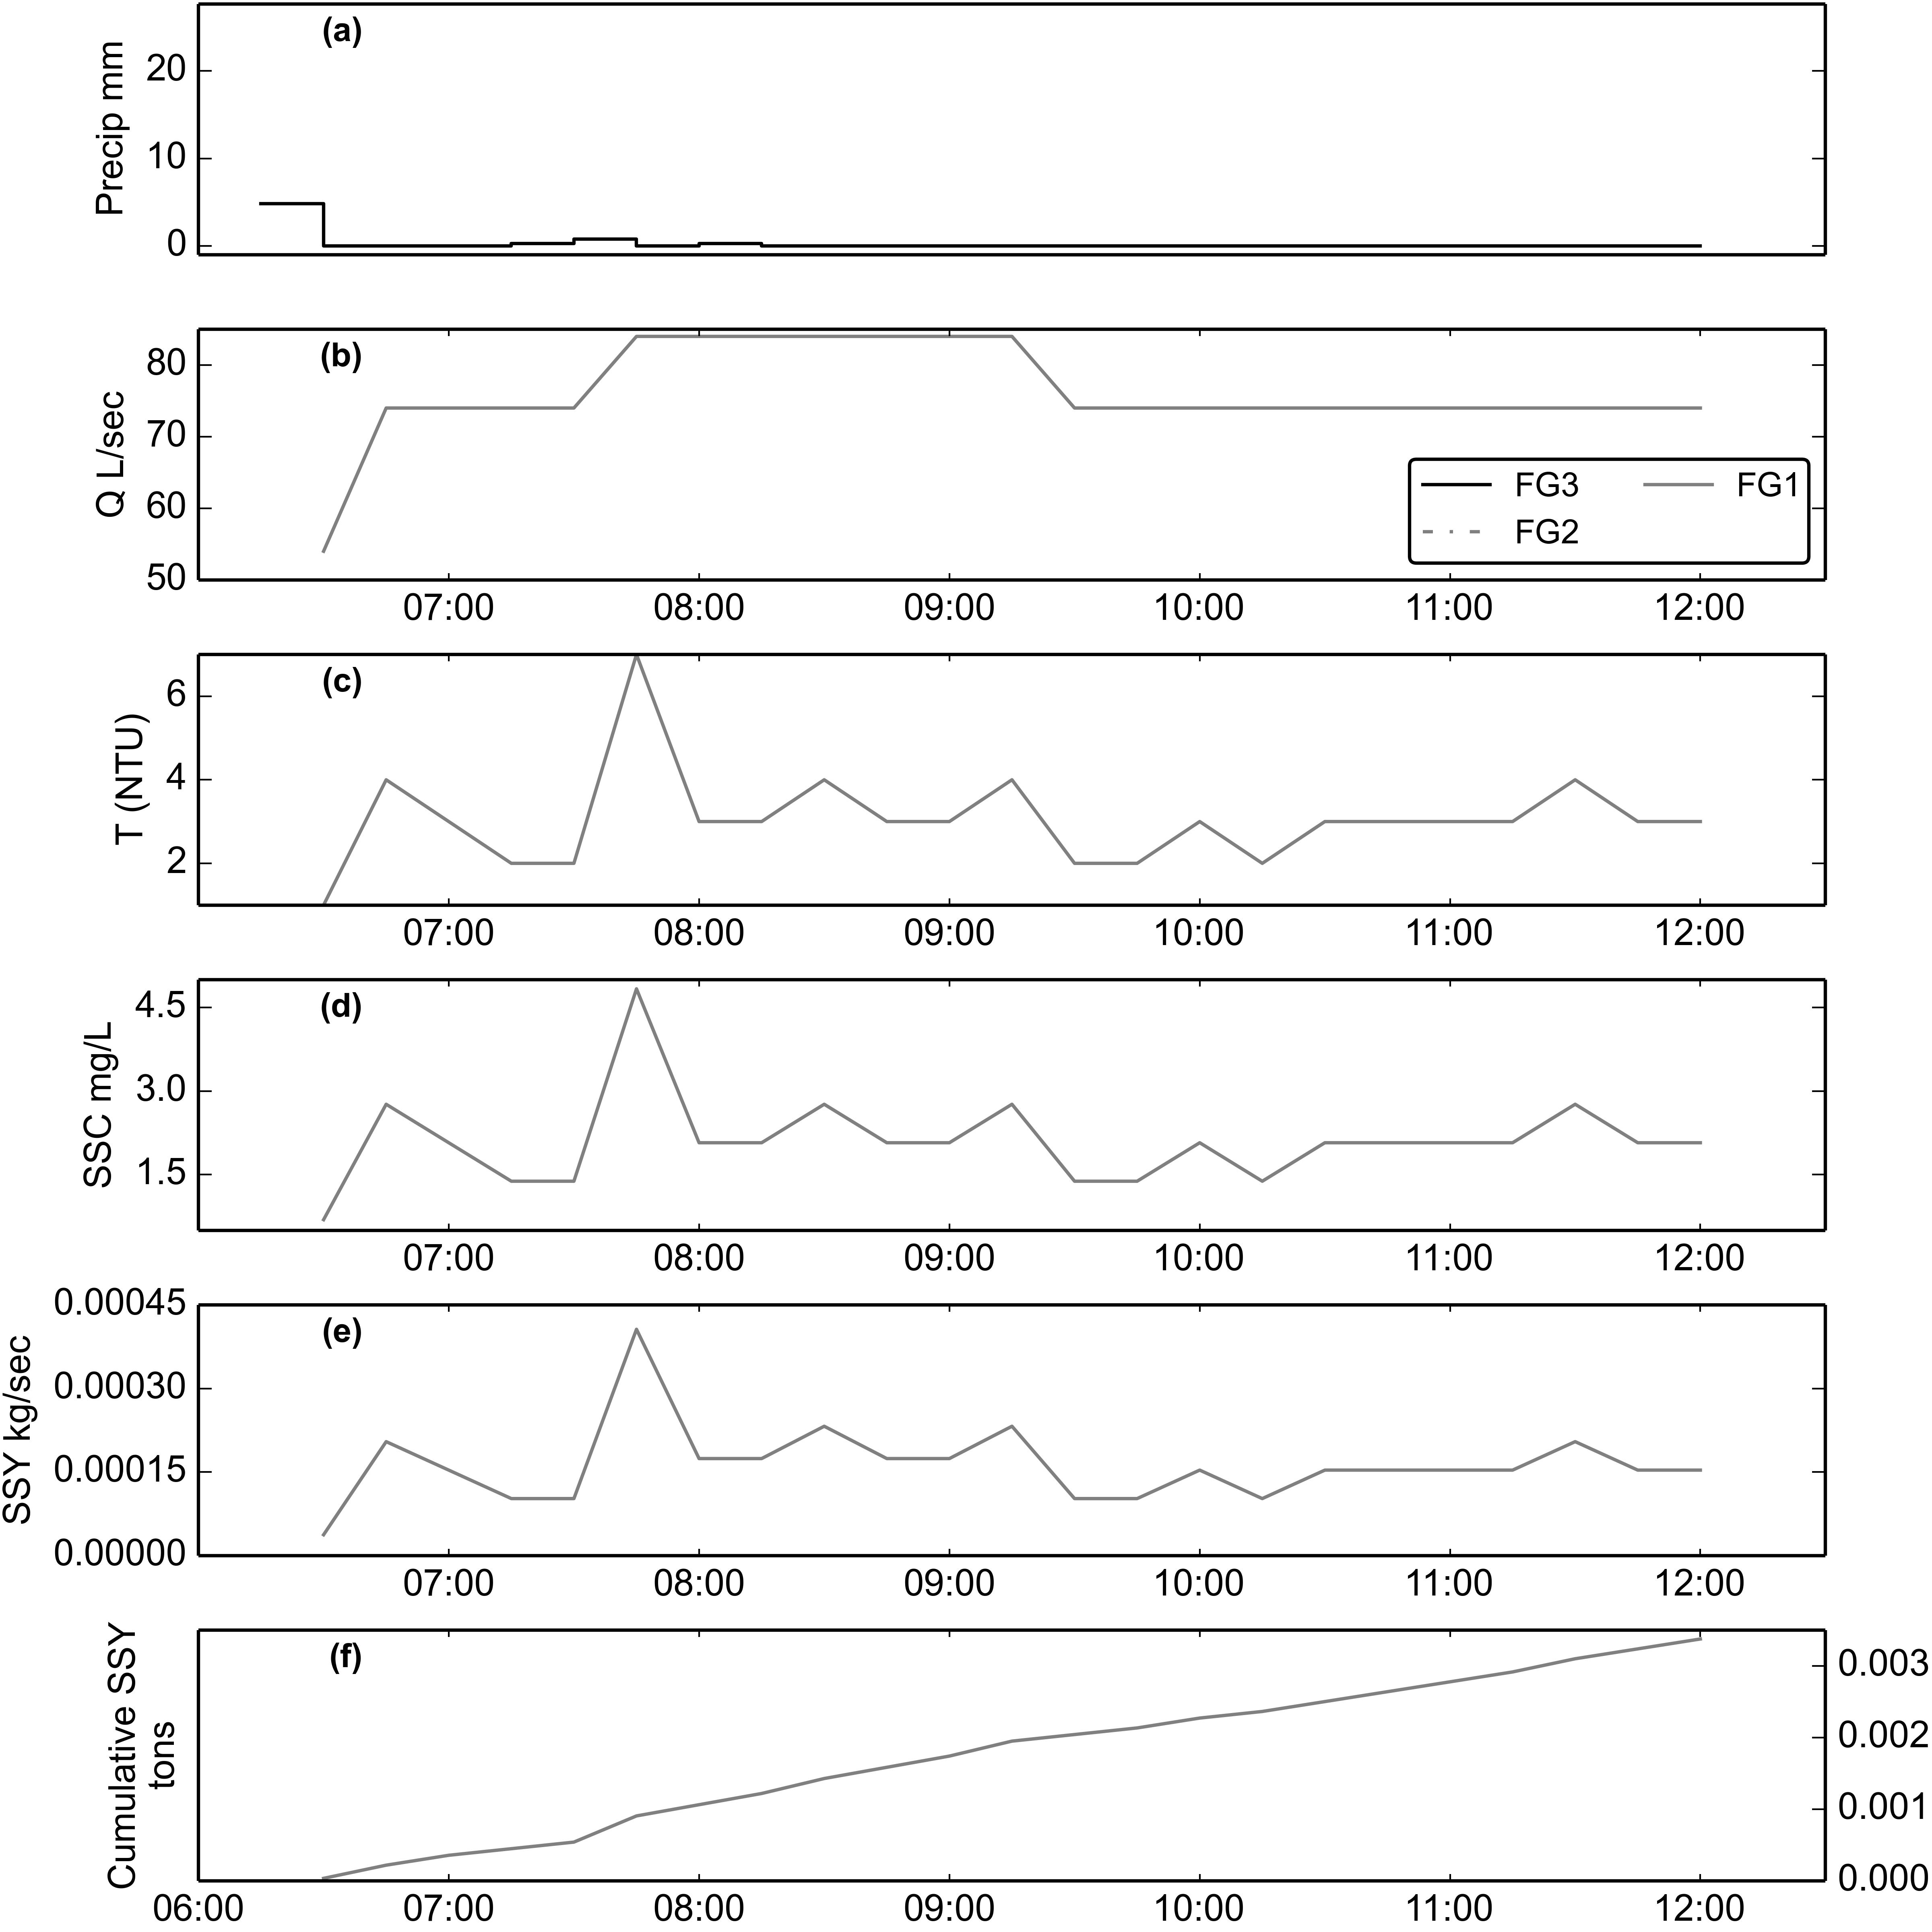 (a)
Precip mm
20
10
0
(b)
Q L/sec
80
70
60
50
FG3 FG1
FG2
07:00 08:00 09:00 10:00 11:00 12:00
(c)
T (NTU)
6
4
2
07:00 08:00 09:00 10:00 11:00 12:00
(d)
SSC mg/L
4.5
3.0
1.5
07:00 08:00 09:00 10:00 11:00 12:00
(e)
SSY kg/sec
0.00045
0.00030
0.00015
0.00000
07:00 08:00 09:00 10:00 11:00 12:00
(f)
Cumulative SSY
tons
0.003
0.002
0.001
0.000
06:00 07:00 08:00 09:00 10:00 11:00 12:00